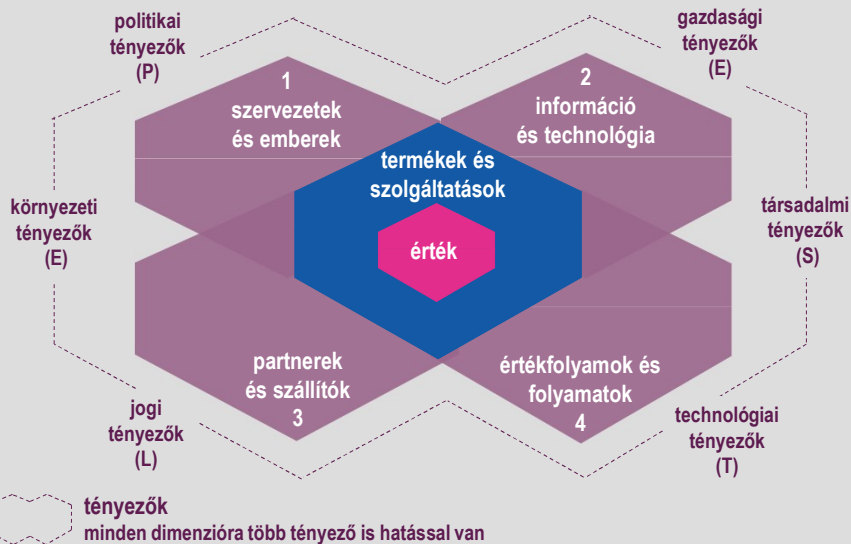 politikai
tényezők
(P)
gazdasági
tényezők
(E)
1
szervezetek
és emberek
2
információ
és technológia
termékek és
szolgáltatások
környezeti
tényezők
(E)
érték
társadalmi
tényezők
(S)
partnerek
és szállítók
3
értékfolyamok és
folyamatok
4
jogi
tényezők
(L)
technológiai
tényezők
(T)
tényezők
minden dimenzióra több tényező is hatással van